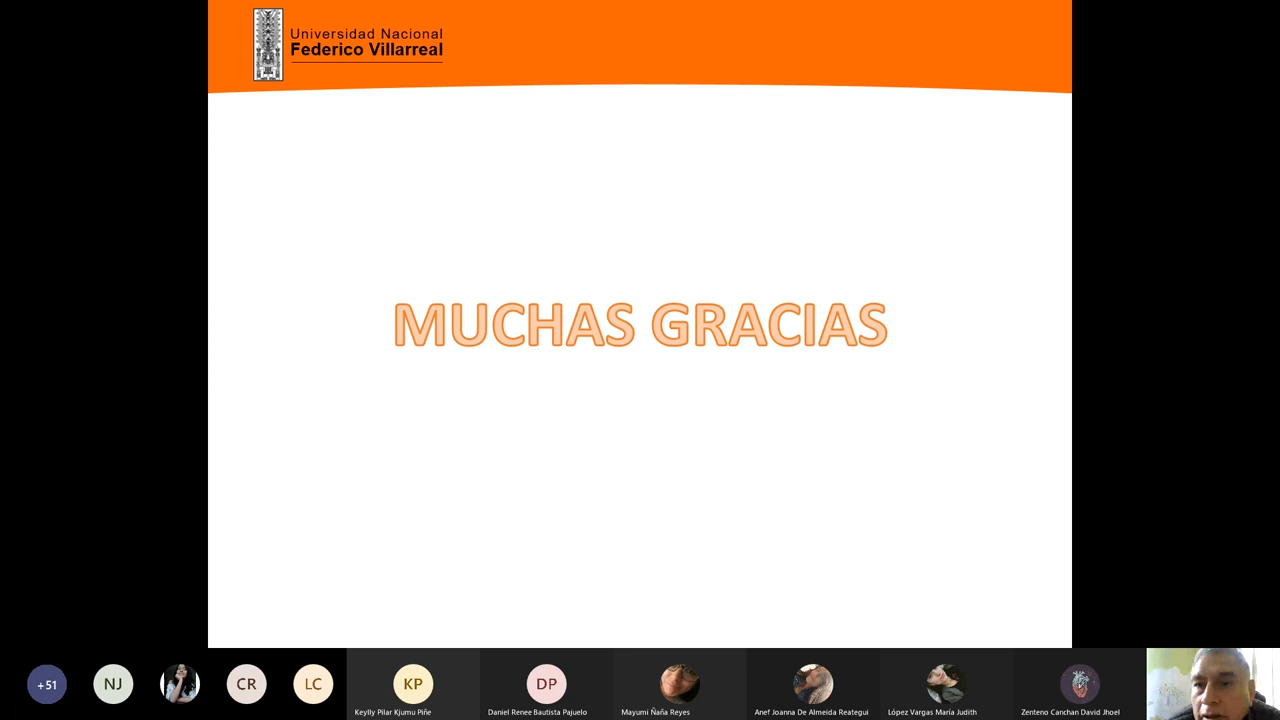 Universidad Nacional
Federico Villarreal
MUCHAS GRACIAS
+51
NJ
CR
LC
KP
DP
Keylly Pilar Kjumu Piñe
Daniel Renee Bautista Pajuelo
Mayumi Ñaña Reyes
Anef Joanna De Almeida Reategui
López Vargas María Judith
Zenteno Canchan David Jhoel